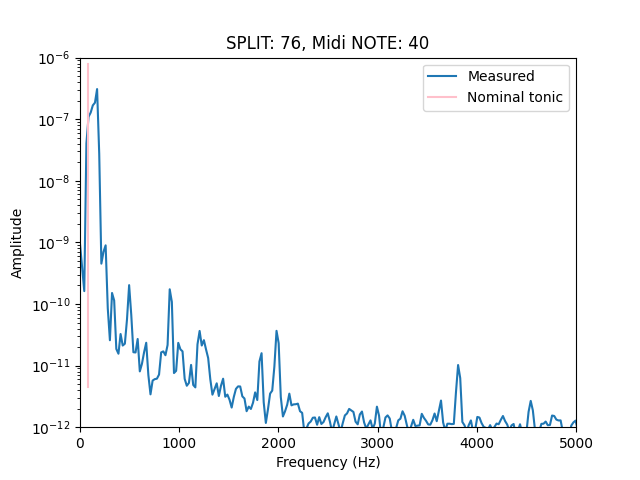 SPLIT: 76, Midi NOTE: 40
Measured
Nominal tonic
Amplitude
10⁻⁶
10⁻⁷
10⁻⁸
10⁻⁹
10⁻¹⁰
10⁻¹¹
10⁻¹²
0 1000 2000 3000 4000 5000
Frequency (Hz)